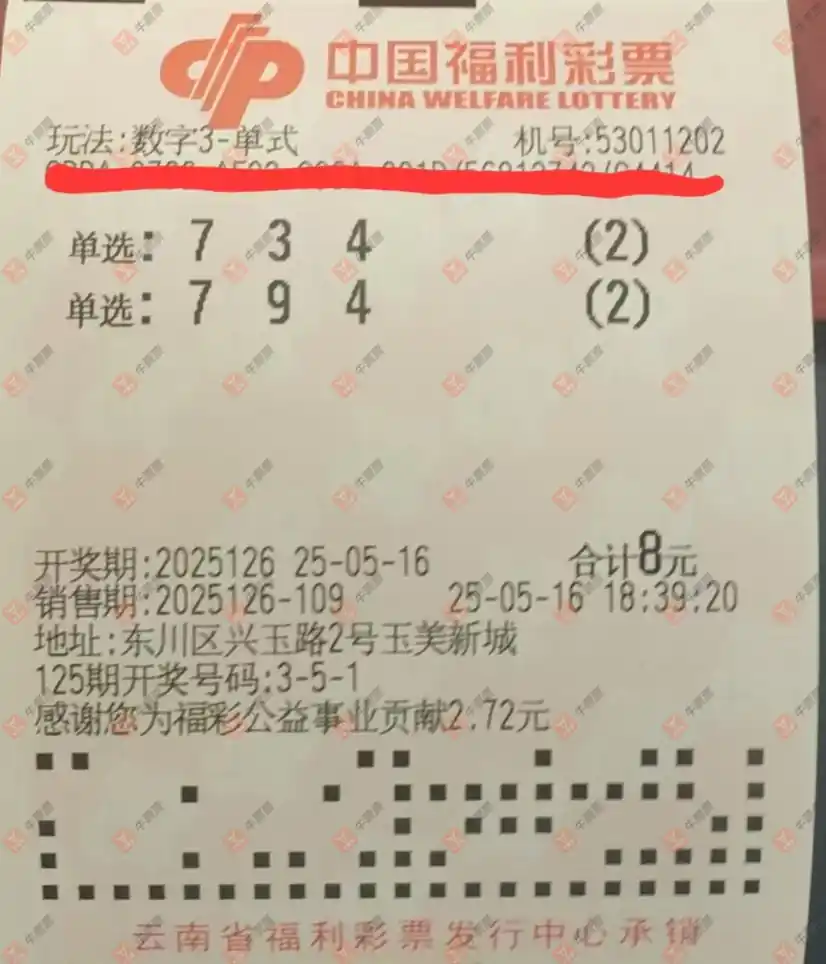 中国福利彩票
CHINA WELFARE LOTTERY
玩法:数字3-单式 机号:53011202
单选: 7 3 4 (2)
单选: 7 9 4 (2)
开奖期:2025126 25-05-16 合计8元
销售期:2025126-109 25-05-16 18:39:20
地址:东川区兴玉路2号玉美新城
125期开奖号码:3-5-1
感谢您为福彩公益事业贡献2.72元
云南省福利彩票发行中心承销